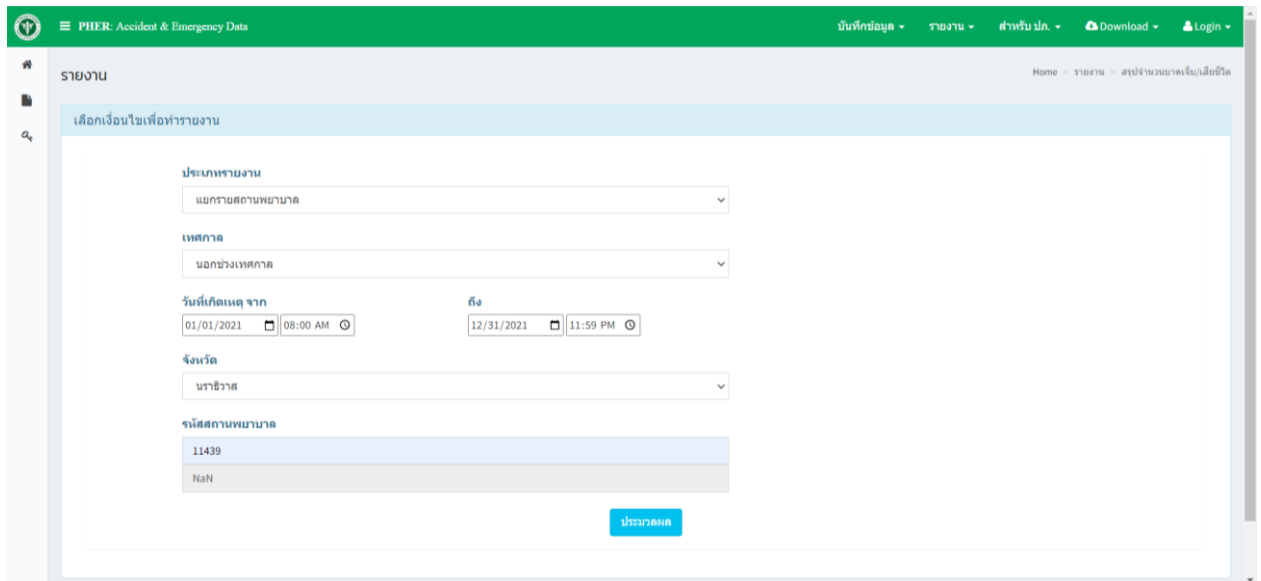 PHER: Accident & Emergency Data บันทึกข้อมูล รายงาน สำหรับ ปภ. Download Login
รายงาน Home > รายงาน > สรุปจำนวนบาดเจ็บ/เสียชีวิต
เลือกเงื่อนไขเพื่อทำรายงาน
ประเภทรายงาน
แยกรายสถานพยาบาล
เทศกาล
นอกช่วงเทศกาล
วันที่เกิดเหตุ จาก ถึง
01/01/2021 08:00 AM 12/31/2021 11:59 PM
จังหวัด
นราธิวาส
รหัสสถานพยาบาล
11439
NaN
ประมวลผล